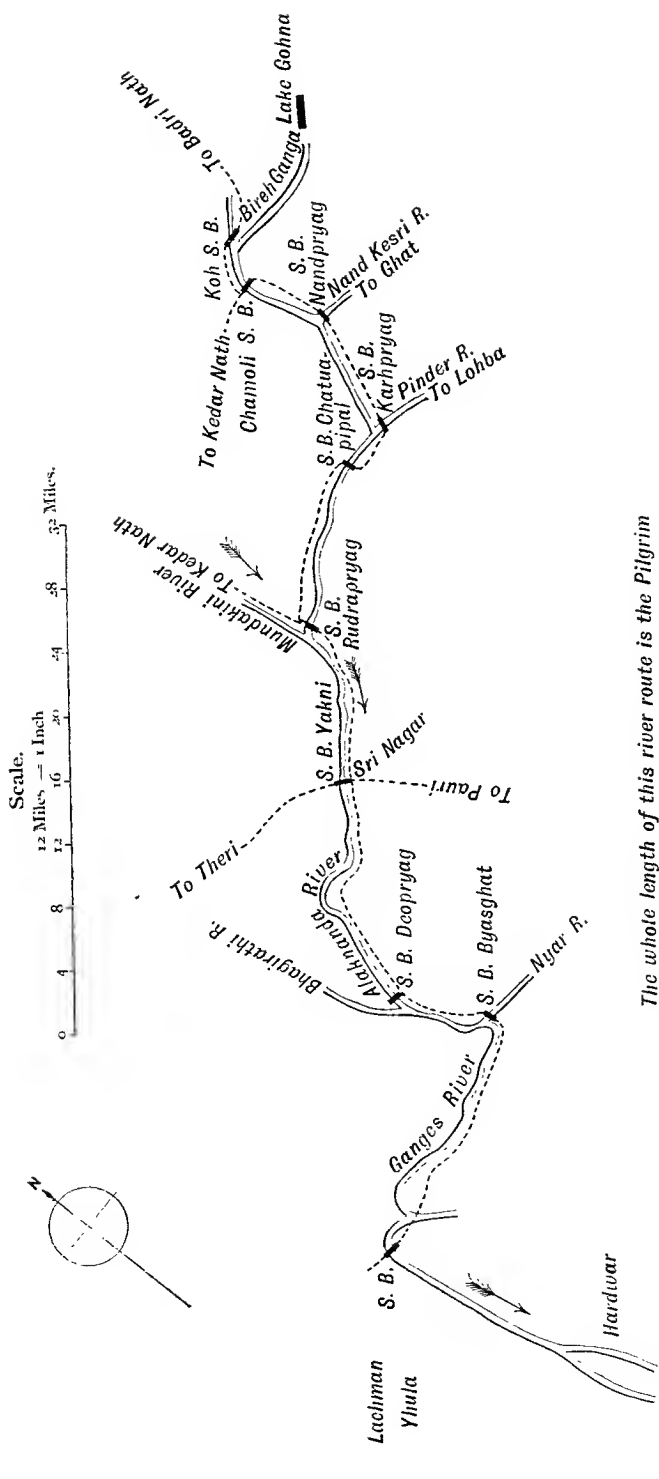 Scale.
12 Miles = 1 Inch
0 4 8 12 16 20 24 28 32 Miles.
N
To Badri Nath
Lake Gohna
Bireh Ganga
Koh S. B.
To Kedar Nath
Chamoli S. B.
S. B.
Nandpryag
Nand Kesri R.
To Ghat
S. B.
Karhpryag
Pinder R.
To Lohba
S. B. Chatua-
pipal
To Kedar Nath
Mundakini River
S. B.
Rudrapryag
S. B. Yakni
Sri Nagar
To Pauri
To Theri
Alaknanda River
Bhagirathi R.
S. B. Deopryag
S. B. Byasghat
Nyar R.
Ganges River
S. B.
Lachman
Yhula
Hardwar
The whole length of this river route is the Pilgrim